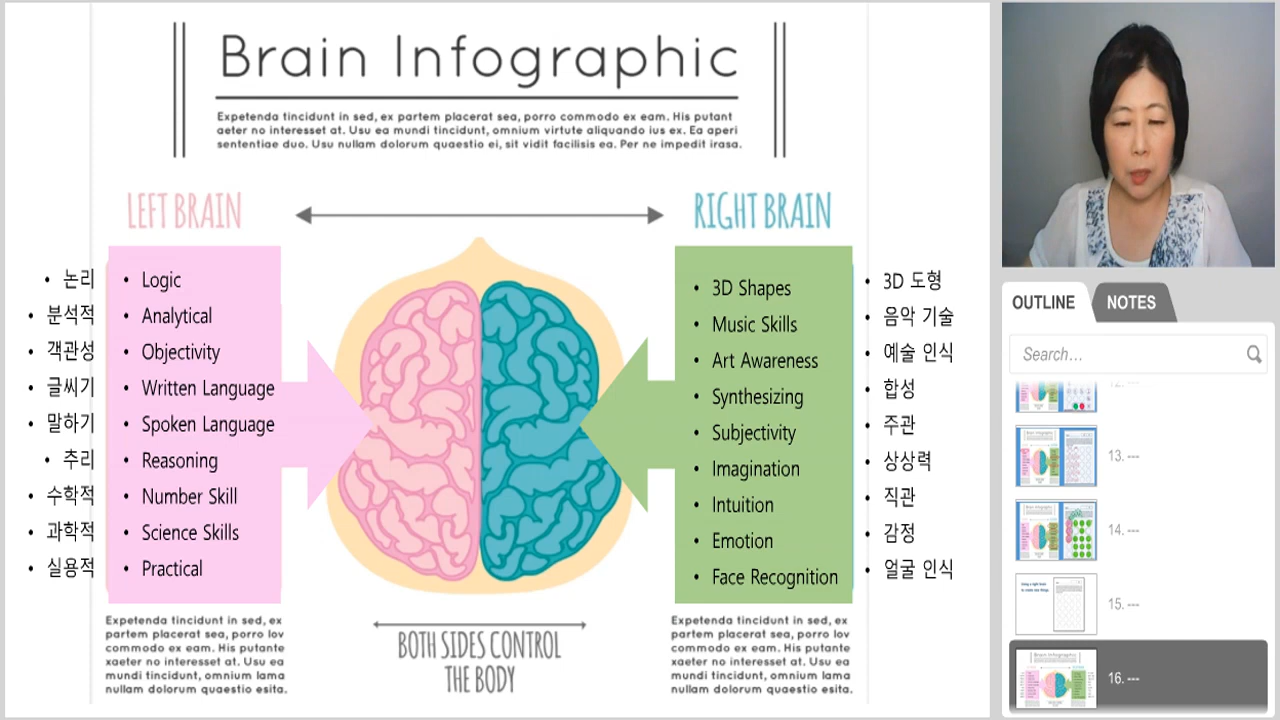 Brain Infographic
Expetenda tincidunt in sed, ex partem placerat sea, porro commodo ex eam. His putant
aeter no interesset at. Usu ea mundi tincidunt, omnium virtute aliquando ius ex. Ea aperi
sententiae duo. Usu nullam dolorum quaestio ei, sit vidit facilisis ea. Per ne impedit irasa.
LEFT BRAIN
RIGHT BRAIN
• 논리
• 분석적
• 객관성
• 글씨기
• 말하기
• 추리
• 수학적
• 과학적
• 실용적
• Logic
• Analytical
• Objectivity
• Written Language
• Spoken Language
• Reasoning
• Number Skill
• Science Skills
• Practical
• 3D Shapes
• Music Skills
• Art Awareness
• Synthesizing
• Subjectivity
• Imagination
• Intuition
• Emotion
• Face Recognition
• 3D 도형
• 음악 기술
• 예술 인식
• 합성
• 주관
• 상상력
• 직관
• 감정
• 얼굴 인식
Expetenda tincidunt in sed, ex
partem placerat sea, porro lov
commodo ex eam. His putante
xaeter no interesset at. Usu ea
mundi tincidunt, omnium lama
nullam dolorum quaestio esita.
BOTH SIDES CONTROL
THE BODY
Expetenda tincidunt in sed, ex
partem placerat sea, porro lov
commodo ex eam. His putante
xaeter no interesset at. Usu ea
mundi tincidunt, omnium lama
nullam dolorum quaestio esita.
OUTLINE
NOTES
Search...
13. ---
14. ---
Using a right brain
to create new things.
15. ---
Brain Infographic
16. ---